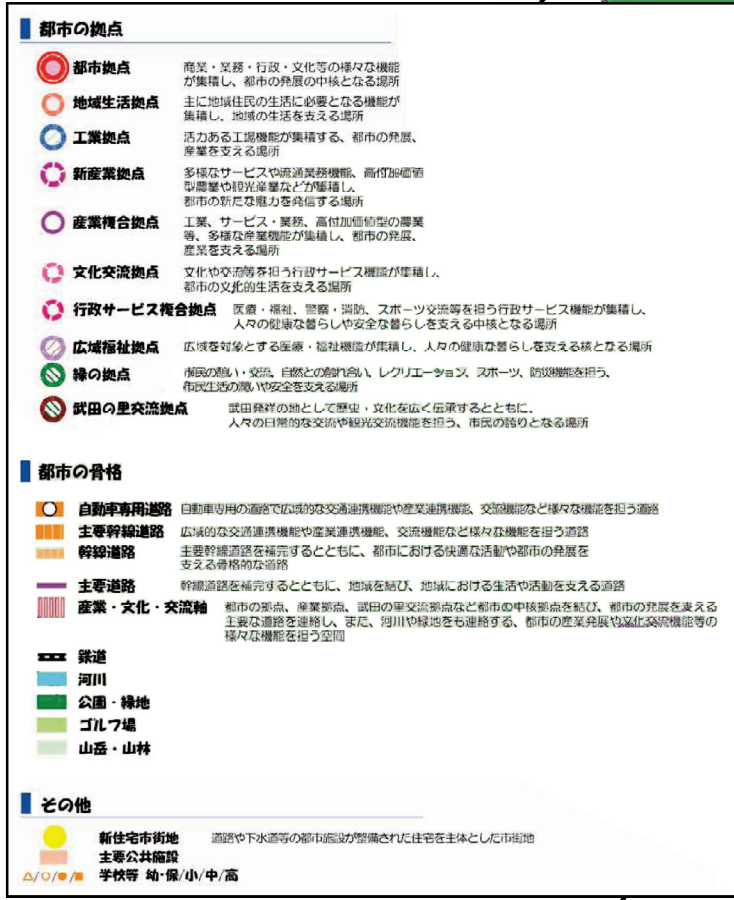 都市の拠点
都市拠点 商業・業務・行政・文化等の様々な機能
が集積し、都市の発展の中核となる場所
地域生活拠点 主に地域住民の生活に必要となる機能が
集積し、地域の生活を支える場所
工業拠点 活力ある工場機能が集積する、都市の発展、
産業を支える場所
新産業拠点 多様なサービスや流通業務機能、高付加価値
型農業や観光産業などが集積し、
都市の新たな魅力を発信する場所
産業複合拠点 工業、サービス・業務、高付加価値型の農業
等、多様な産業機能が集積し、都市の発展、
産業を支える場所
文化交流拠点 文化や交流等を担う行政サービス機能が集積し、
都市の文化的生活を支える場所
行政サービス複合拠点 医療・福祉、警察・消防、スポーツ交流等を担う行政サービス機能が集積し、
人々の健康な暮らしや安全な暮らしを支える中核となる場所
広域福祉拠点 広域を対象とする医療・福祉機能が集積し、人々の健康な暮らしを支える核となる場所
緑の拠点 市民の憩い・交流、自然との触れ合い、レクリエーション、スポーツ、防災機能を担う、
市民生活の潤いや安全を支える場所
武田の里交流拠点 武田発祥の地として歴史・文化を広く伝承するとともに、
人々の日常的な交流や観光交流機能を担う、市民の誇りとなる場所
都市の骨格
自動車専用道路 自動車専用の道路で広域的な交通連携機能や産業連携機能、交流機能など様々な機能を担う道路
主要幹線道路 広域的な交通連携機能や産業連携機能、交流機能など様々な機能を担う道路
幹線道路 主要幹線道路を補完するとともに、都市における快適な活動や都市の発展を
支える骨格的な道路
主要道路 幹線道路を補完するとともに、地域を結び、地域における生活や活動を支える道路
産業・文化・交流軸 都市の拠点、産業拠点、武田の里交流拠点など都市の中核拠点を結び、都市の発展を支える
主要な道路を連絡し、また、河川や緑地をも連絡する、都市の産業発展や文化交流機能等の
様々な機能を担う空間
鉄道
河川
公園・緑地
ゴルフ場
山岳・山林
その他
新住宅市街地 道路や下水道等の都市施設が整備された住宅を主体とした市街地
主要公共施設
学校等 幼・保/小/中/高